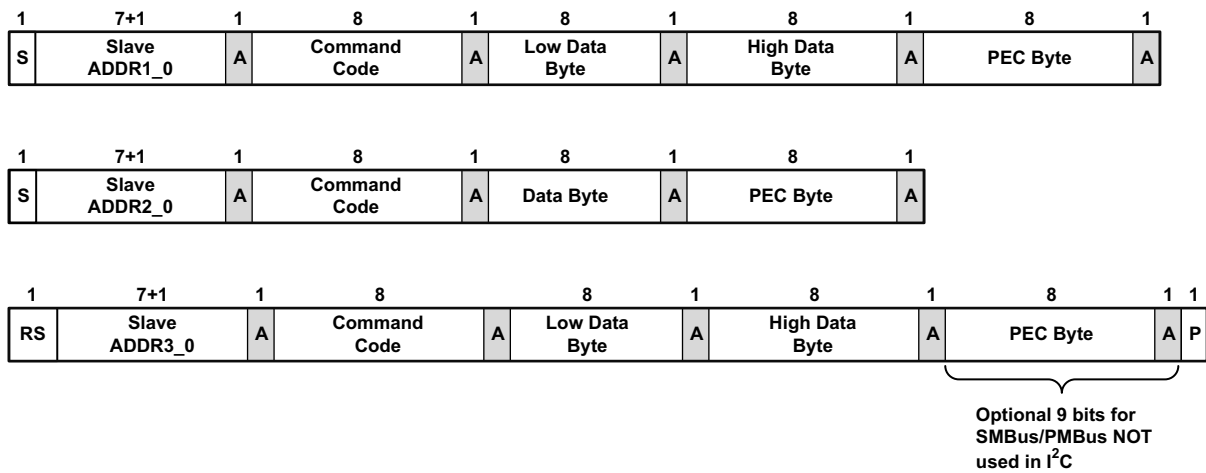 1 7+1 1 8 1 8 1 8 1 8 1
S Slave ADDR1_0 A Command Code A Low Data Byte A High Data Byte A PEC Byte A
1 7+1 1 8 1 8 1 8 1
S Slave ADDR2_0 A Command Code A Data Byte A PEC Byte A
1 7+1 1 8 8 1 8 1 8 1 1
RS Slave ADDR3_0 A Command Code A Low Data Byte A High Data Byte A PEC Byte A P
Optional 9 bits for
SMBus/PMBus NOT
used in I²C